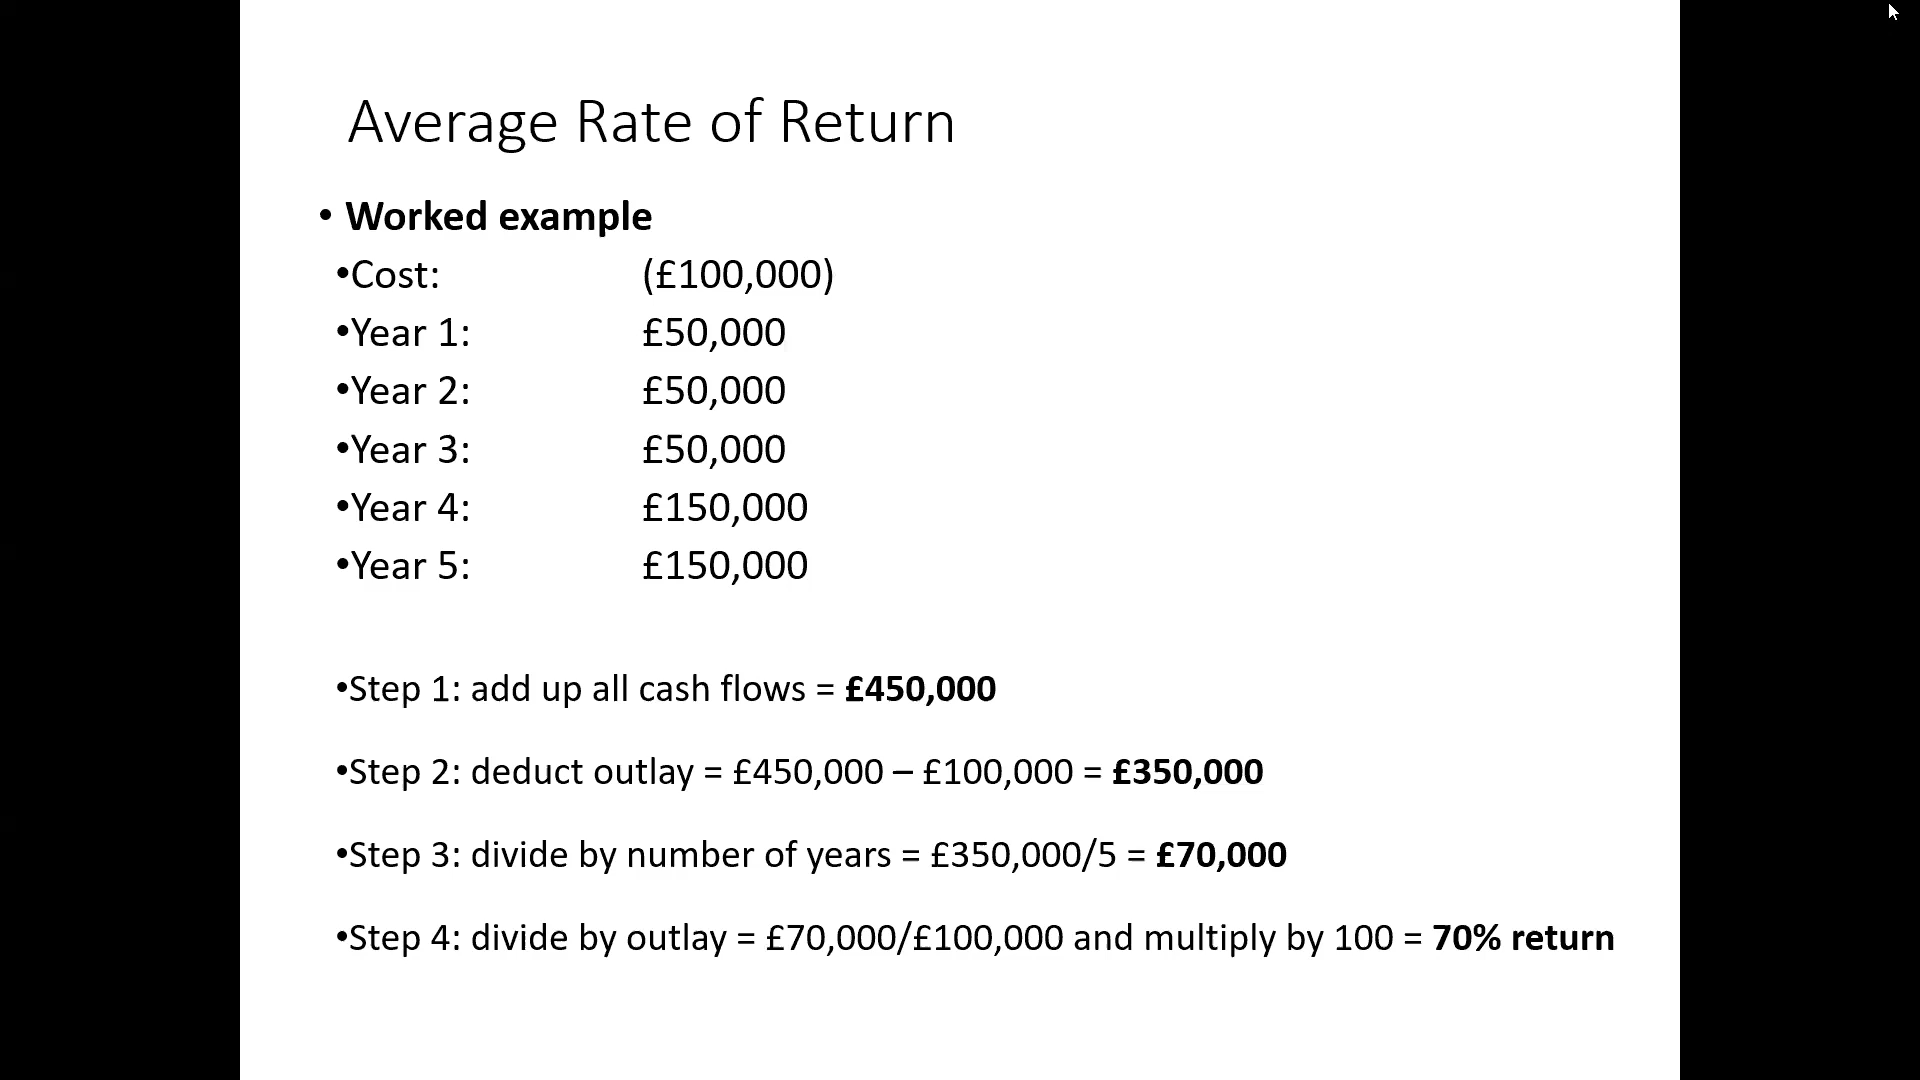 Average Rate of Return
• Worked example
•Cost: (£100,000)
•Year 1: £50,000
•Year 2: £50,000
•Year 3: £50,000
•Year 4: £150,000
•Year 5: £150,000
•Step 1: add up all cash flows = £450,000
•Step 2: deduct outlay = £450,000 – £100,000 = £350,000
•Step 3: divide by number of years = £350,000/5 = £70,000
•Step 4: divide by outlay = £70,000/£100,000 and multiply by 100 = 70% return